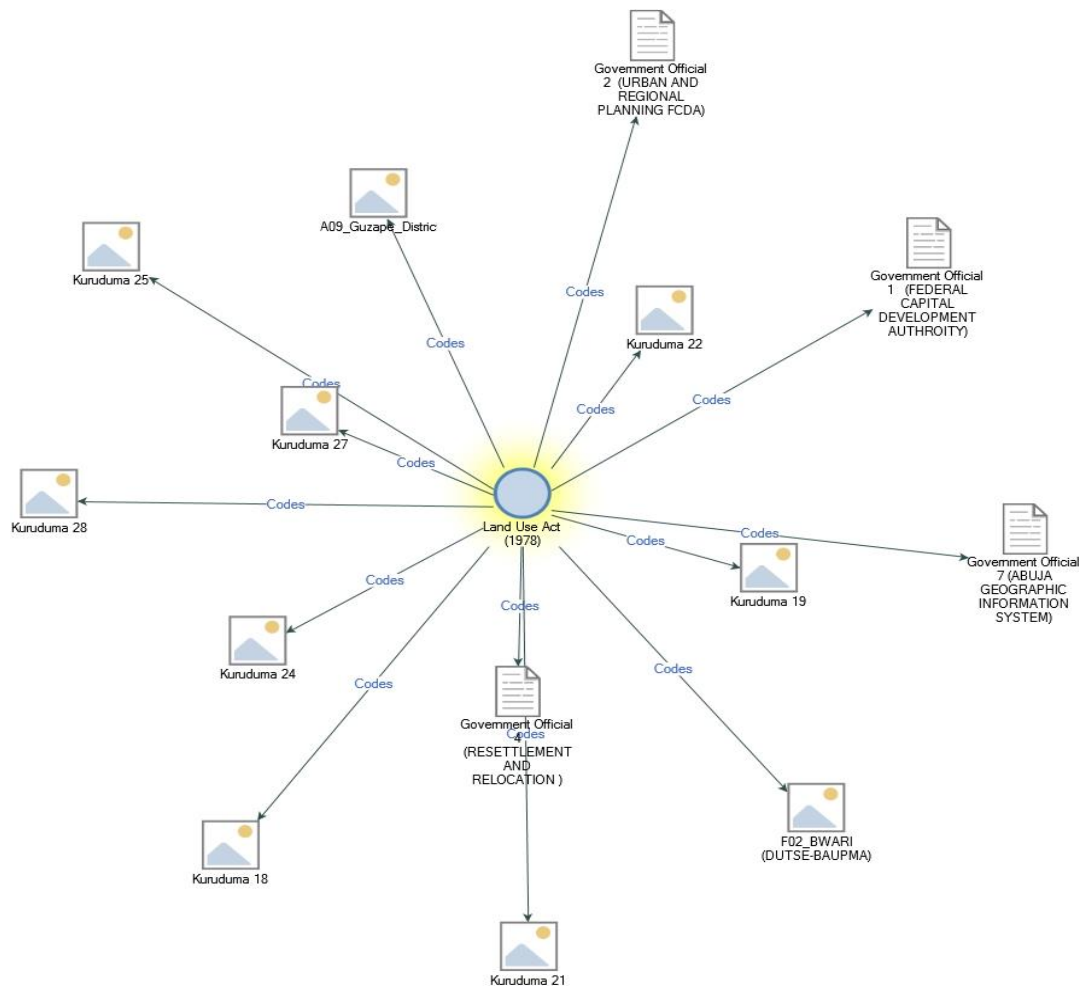 Government Official
2 (URBAN AND
REGIONAL
PLANNING FCDA)
A09_Guzape_Distric
Kuruduma 25
Government Official
1 (FEDERAL
CAPITAL
DEVELOPMENT
AUTHROITY)
Codes
Kuruduma 22
Codes
Codes
Codes
Codes
Codes
Kuruduma 27
Codes
Kuruduma 28
Codes
Land Use Act
(1978)
Codes
Codes
Government Official
7 (ABUJA
GEOGRAPHIC
INFORMATION
SYSTEM)
Kuruduma 19
Codes
Codes
Kuruduma 24
Codes
Codes
Government Official
4
(RESETTLEMENT
AND
RELOCATION )
Codes
F02_BWARI
(DUTSE-BAUPMA)
Kuruduma 18
Kuruduma 21